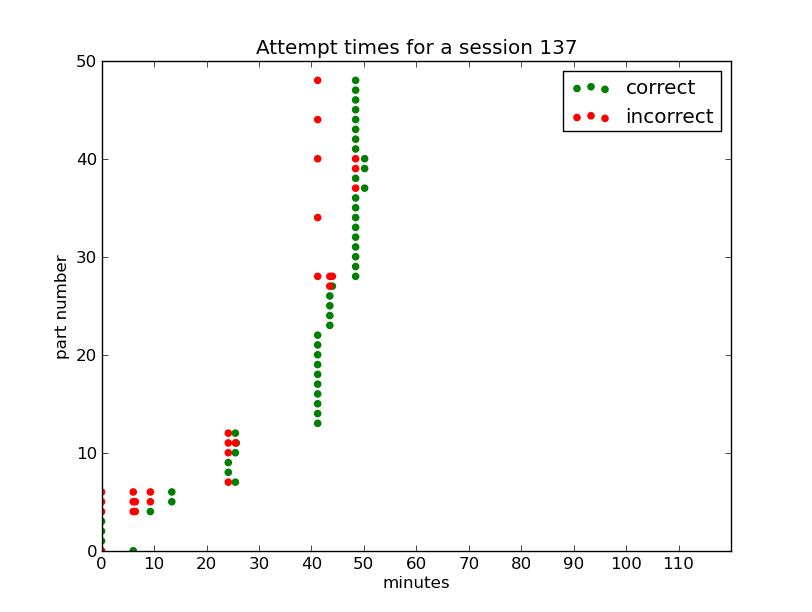 Attempt times for a session 137
50
40
30
20
10
0
part number
correct
incorrect
0 10 20 30 40 50 60 70 80 90 100 110
minutes